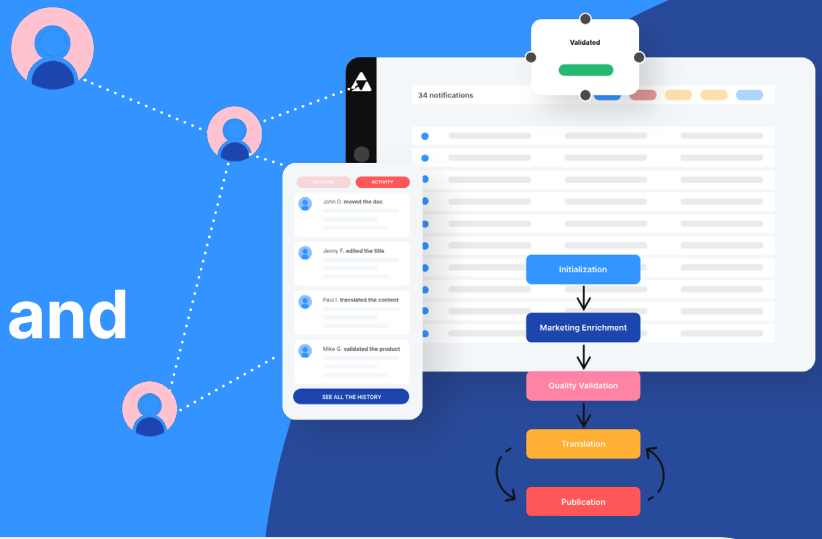 Validated
34 notifications
ACTIONS
ACTIVITY
John D. moved the doc
Jenny F. edited the title
Paul I. translated the content
Mike G. validated the product
SEE ALL THE HISTORY
and
Initialization
Marketing Enrichment
Quality Validation
Translation
Publication